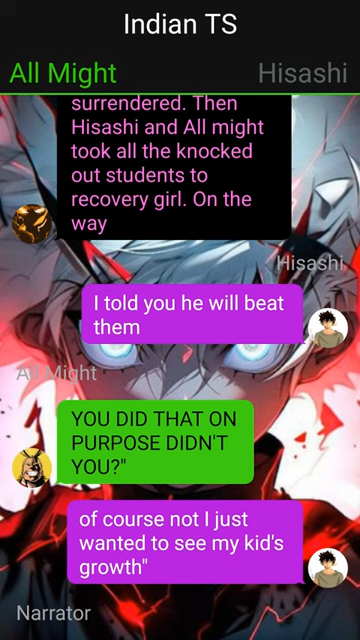 Indian TS
All Might
Hisashi
surrendered. Then
Hisashi and All might
took all the knocked
out students to
recovery girl. On the
way
Hisashi
I told you he will beat
them
All Might
YOU DID THAT ON
PURPOSE DIDN'T
YOU?"
of course not I just
wanted to see my kid's
growth"
Narrator